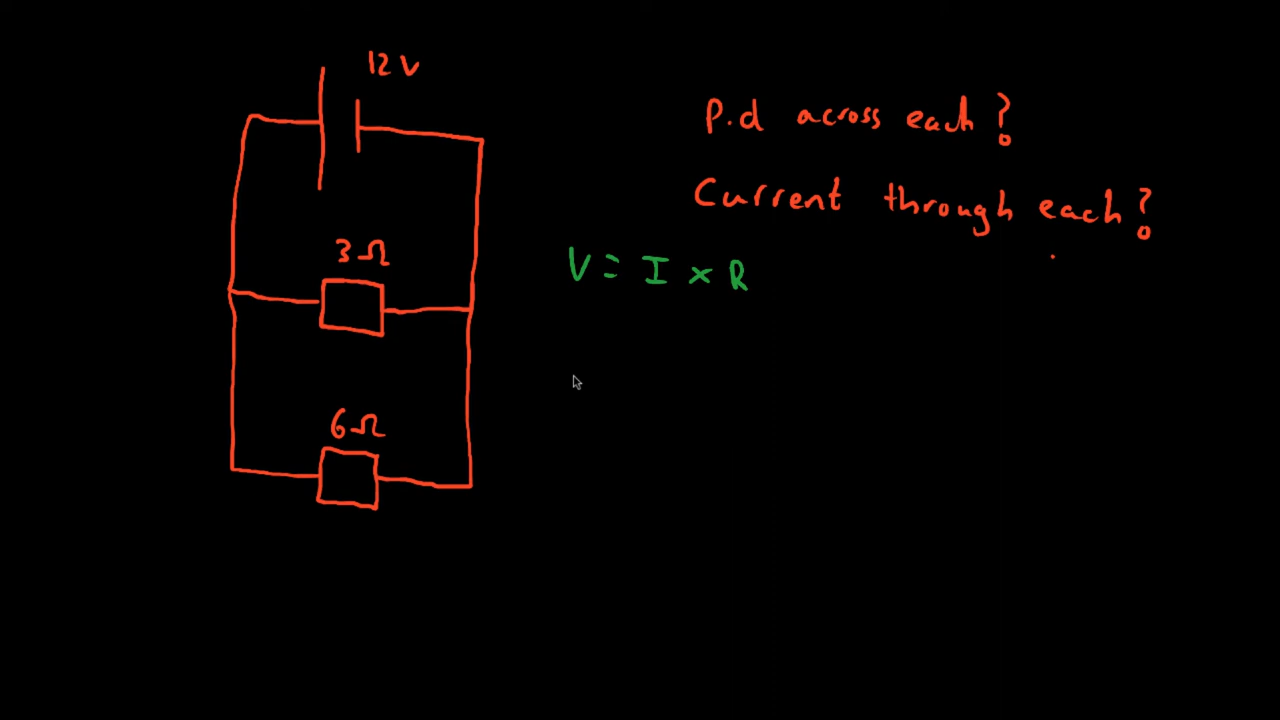 12 V
P.d across each?
Current through each?
3 Ω
V = I × R
6 Ω